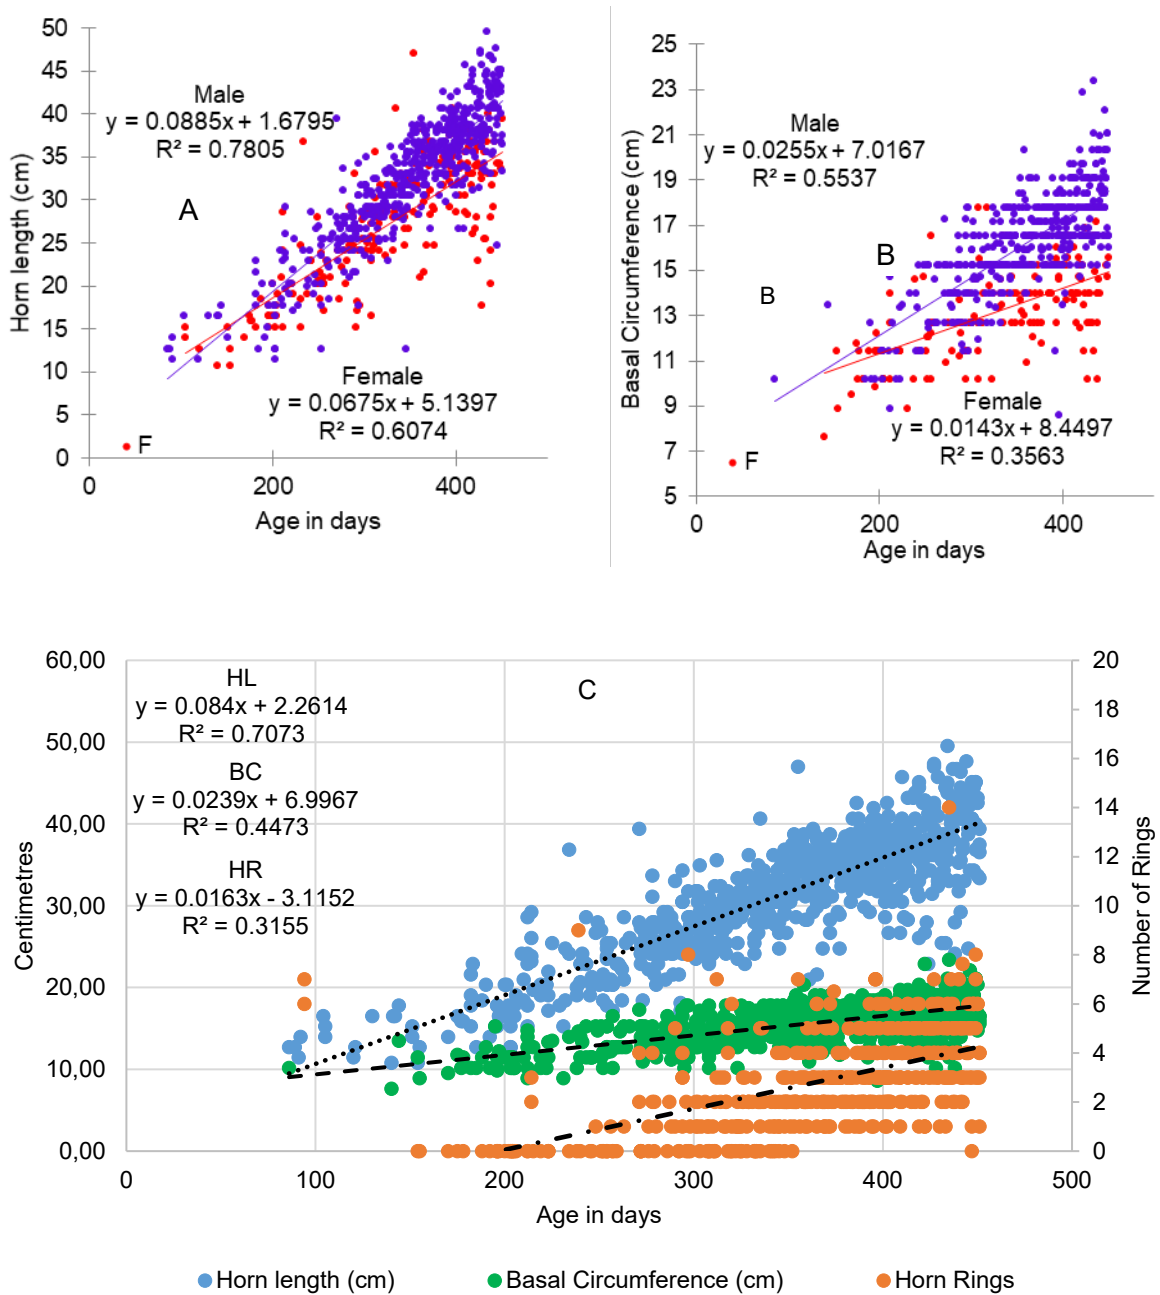 50
45
40
35
30
25
20
15
10
5
0
Horn length (cm)
Male
y = 0.0885x + 1.6795
R² = 0.7805
A
Female
y = 0.0675x + 5.1397
R² = 0.6074
F
0
200
400
Age in days
25
23
21
19
17
15
13
11
9
7
5
Basal Circumference (cm)
Male
y = 0.0255x + 7.0167
R² = 0.5537
B
B
Female
y = 0.0143x + 8.4497
R² = 0.3563
F
0
200
400
Age in days
60,00
50,00
40,00
30,00
20,00
10,00
0,00
Centimetres
HL
y = 0.084x + 2.2614
R² = 0.7073
BC
y = 0.0239x + 6.9967
R² = 0.4473
HR
y = 0.0163x - 3.1152
R² = 0.3155
C
20
18
16
14
12
10
8
6
4
2
0
Number of Rings
0
100
200
300
400
500
Age in days
Horn length (cm)
Basal Circumference (cm)
Horn Rings